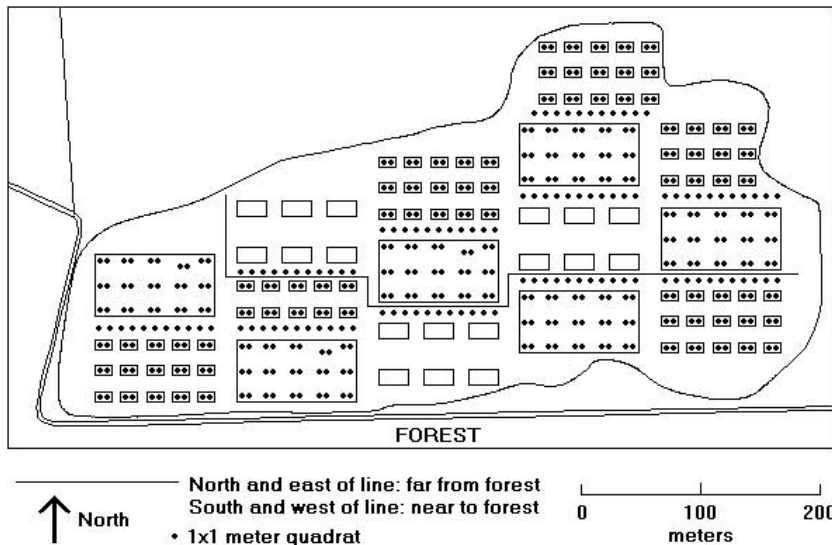 FOREST
North and east of line: far from forest
South and west of line: near to forest
North
• 1x1 meter quadrat
0 100 200
meters